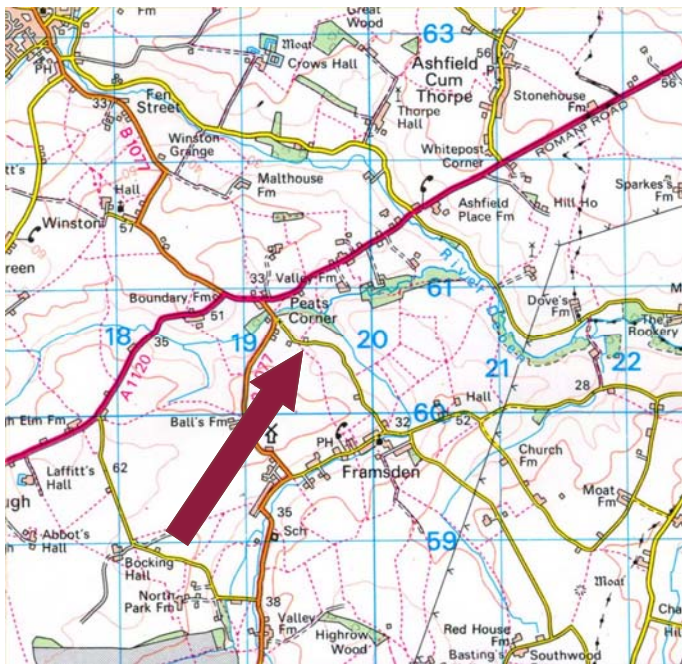 Great
Wood
63
Moat
Crows Hall
56
Ashfield
Cum
Thorpe
P
PH
Fen
Street
33
Thorpe
Hall
Stonehouse
Fm
56
ROMAN ROAD
B1077
Winston
Grange
Whitepost
Corner
Malthouse
Fm
Hall
Sparkes's
Fm
Ashfield
Place Fm
Hill Ho
Winston
57
60
River Deben
33
Valley Fm
61
Boundary Fm
51
Peats
Corner
Dove's
Fm
The
Rookery
18
19
20
21
22
35
A1120
Hall
28
Elm Fm
Ball's Fm
32
60
52
PH
62
Laffitt's
Hall
Framsden
Church
Fm
Moat
Fm
35
Abbot's
Hall
Sch
59
Bocking
Hall
Moat
North
Park Fm
38
Valley
Fm
Highrow
Wood
Red House
Fm
Basting's
Southwood